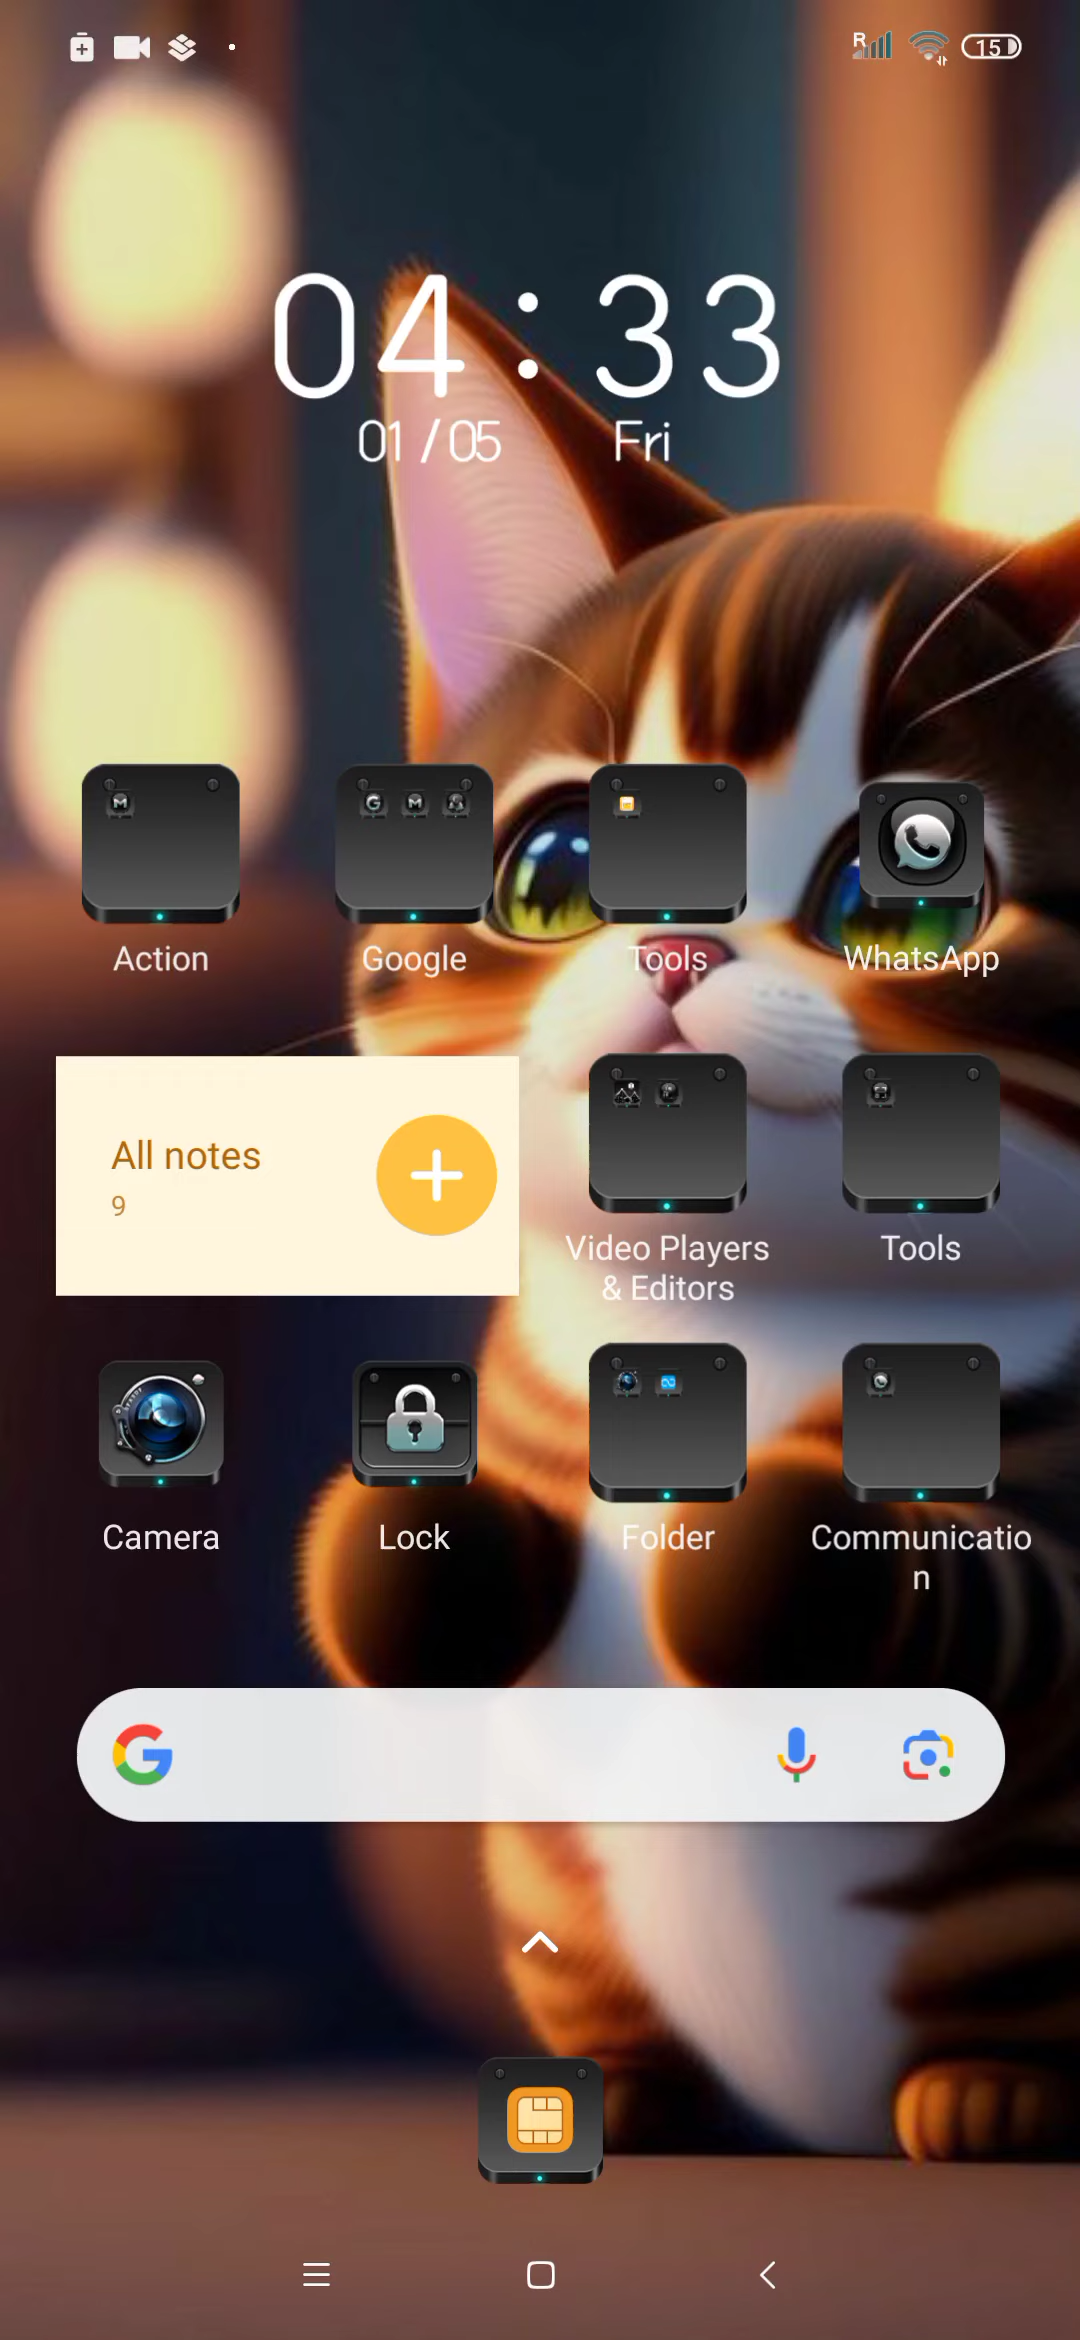 R 15
04:33
01/05 Fri
Action Google Tools WhatsApp
All notes
9
Video Players
& Editors
Tools
Camera Lock Folder Communicatio
n